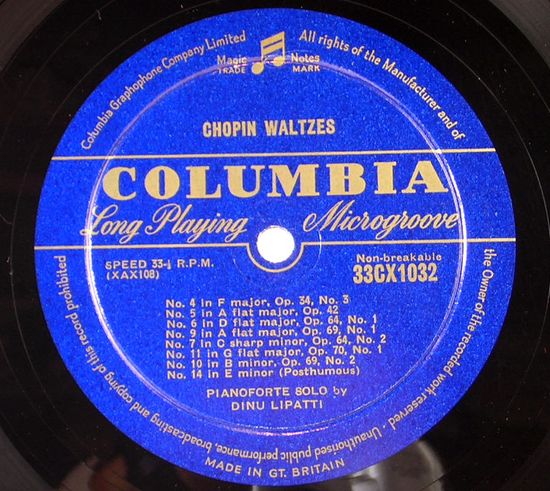 Columbia Graphophone Company Limited
Magic Notes
TRADE MARK
All rights of the Manufacturer and of
the Owner of the recorded work reserved - Unauthorised public performance, broadcasting and copying of this record prohibited
CHOPIN WALTZES
COLUMBIA
Long Playing Microgroove
SPEED 33-⅓ R.P.M.
(XAX108)
Non-breakable
33CX1032
No. 4 in F major, Op. 34, No. 3
No. 5 in A flat major, Op. 42
No. 6 in D flat major, Op. 64, No. 1
No. 9 in A flat major, Op. 69, No. 1
No. 7 in C sharp minor, Op. 64, No. 2
No. 11 in G flat major, Op. 70, No. 1
No. 10 in B minor, Op. 69, No. 2
No. 14 in E minor (Posthumous)
PIANOFORTE SOLO by
DINU LIPATTI
MADE IN GT. BRITAIN